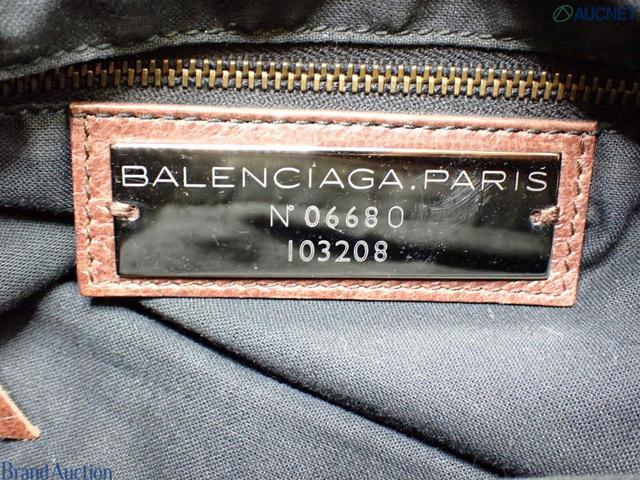 AUCNET
BALENCIAGA.PARIS
N° 06680
103208
Brand Auction